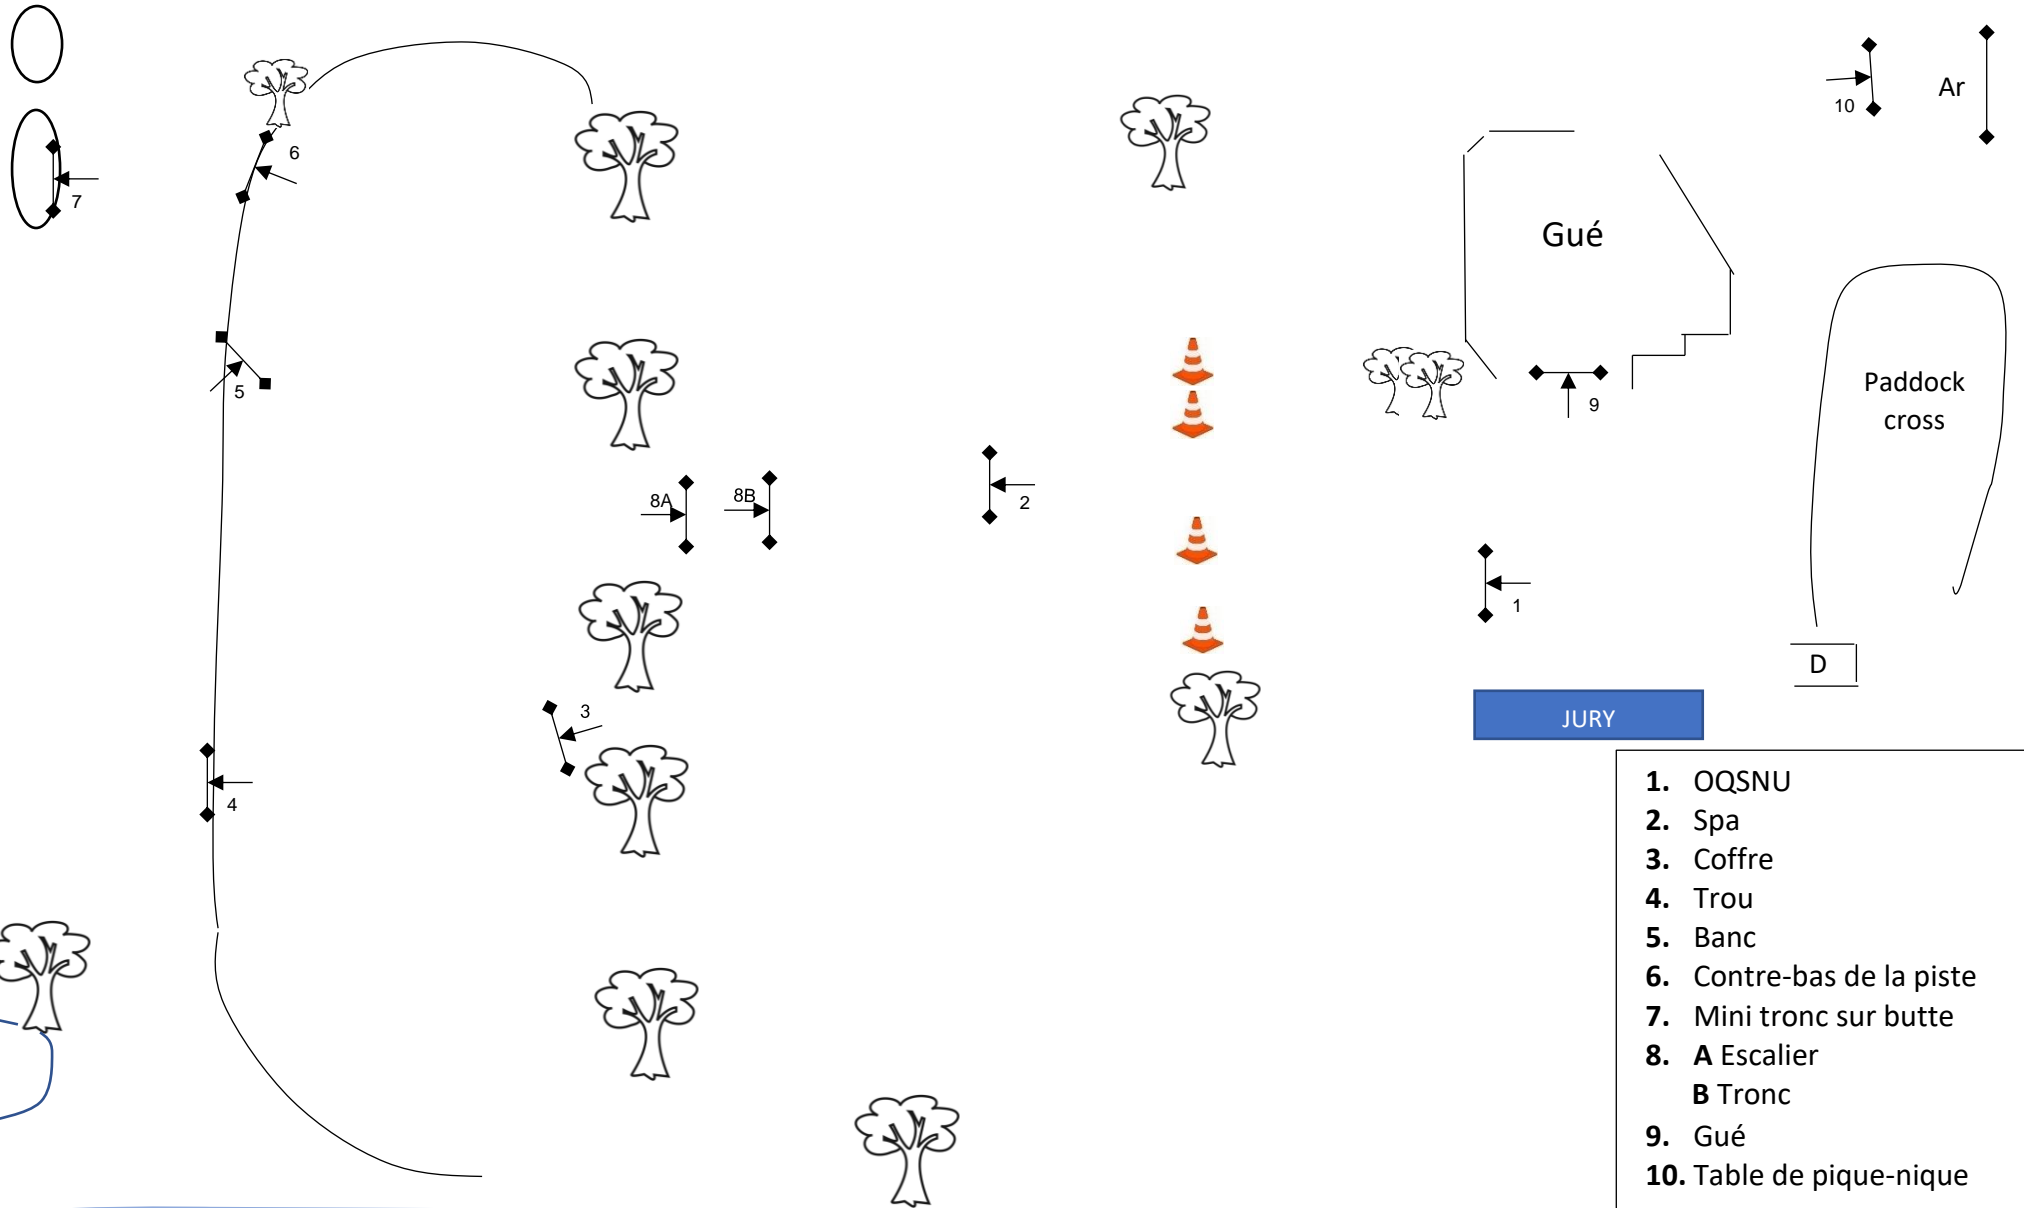 10
Ar
6
7
Gué
5
Paddock
cross
9
8A
8B
2
1
D
3
JURY
4
1. OQSNU
2. Spa
3. Coffre
4. Trou
5. Banc
6. Contre-bas de la piste
7. Mini tronc sur butte
8. A Escalier
B Tronc
9. Gué
10. Table de pique-nique